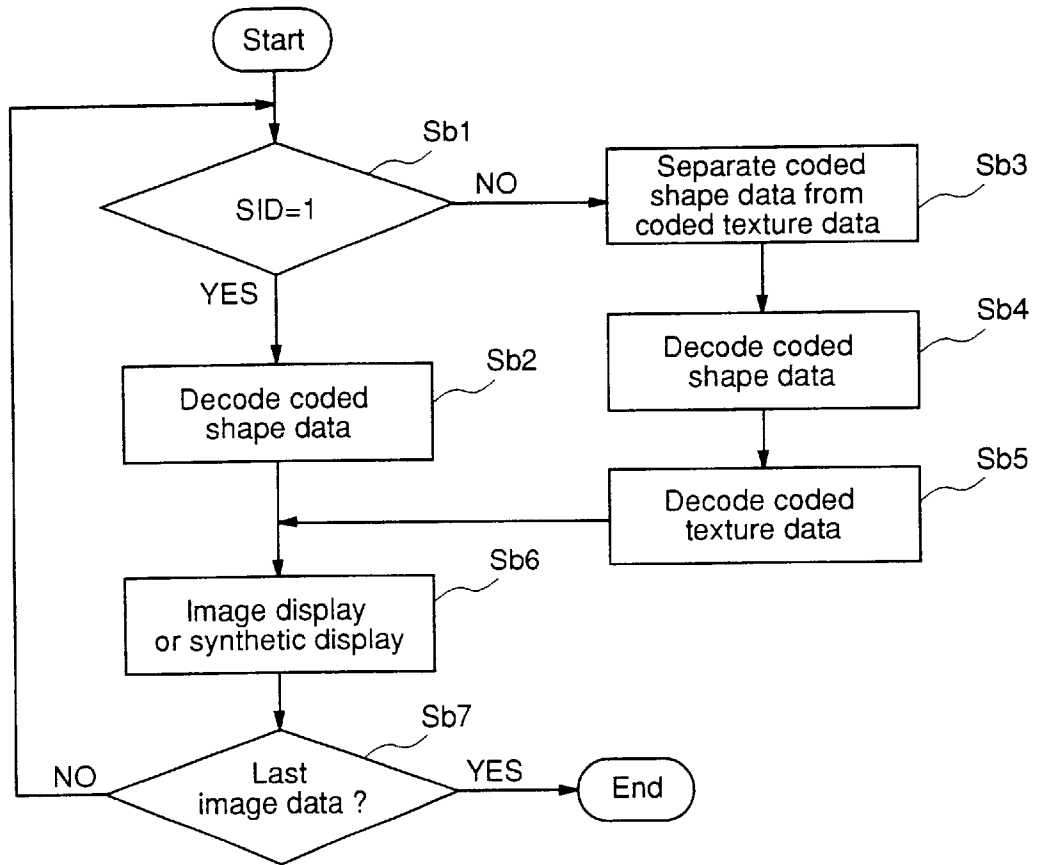 Start
Sb1
SID=1
NO
YES
Separate coded
shape data from
coded texture data
Sb3
Decode coded
shape data
Sb4
Sb2
Decode coded
shape data
Decode coded
texture data
Sb5
Sb6
Image display
or synthetic display
Sb7
Last
image data ?
NO
YES
End